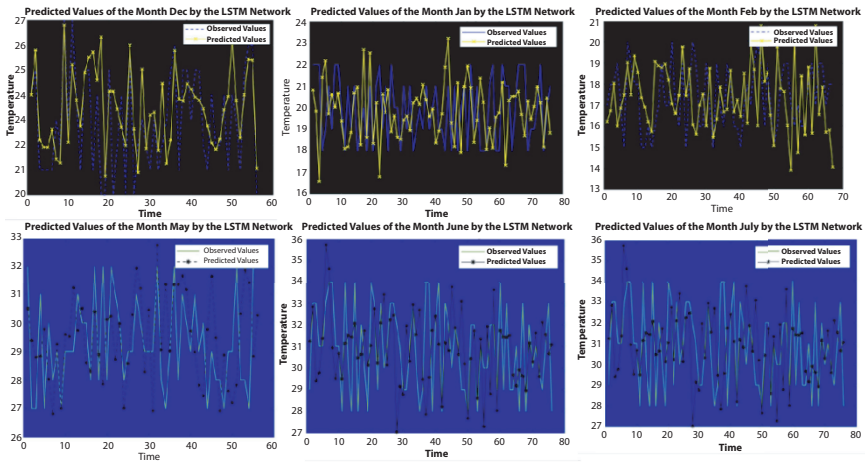 Predicted Values of the Month Dec by the LSTM Network
Observed Values
Predicted Values
Temperature
27
26
25
24
23
22
21
20
0 10 20 30 40 50 60
Time
Predicted Values of the Month Jan by the LSTM Network
Observed Values
Predicted Values
Temperature
24
23
22
21
20
19
18
17
16
0 10 20 30 40 50 60 70 80
Time
Predicted Values of the Month Feb by the LSTM Network
Observed Values
Predicted Values
Temperature
21
20
19
18
17
16
15
14
13
0 10 20 30 40 50 60 70 80
Time
Predicted Values of the Month May by the LSTM Network
Observed Values
Predicted Values
Temperature
33
32
31
30
29
28
27
26
0 10 20 30 40 50 60
Time
Predicted Values of the Month June by the LSTM Network
Observed Values
Predicted Values
Temperature
36
35
34
33
32
31
30
29
28
27
0 10 20 30 40 50 60 70 80
Time
Predicted Values of the Month July by the LSTM Network
Observed Values
Predicted Values
Temperature
36
35
34
33
32
31
30
29
28
27
0 10 20 30 40 50 60 70 80
Time